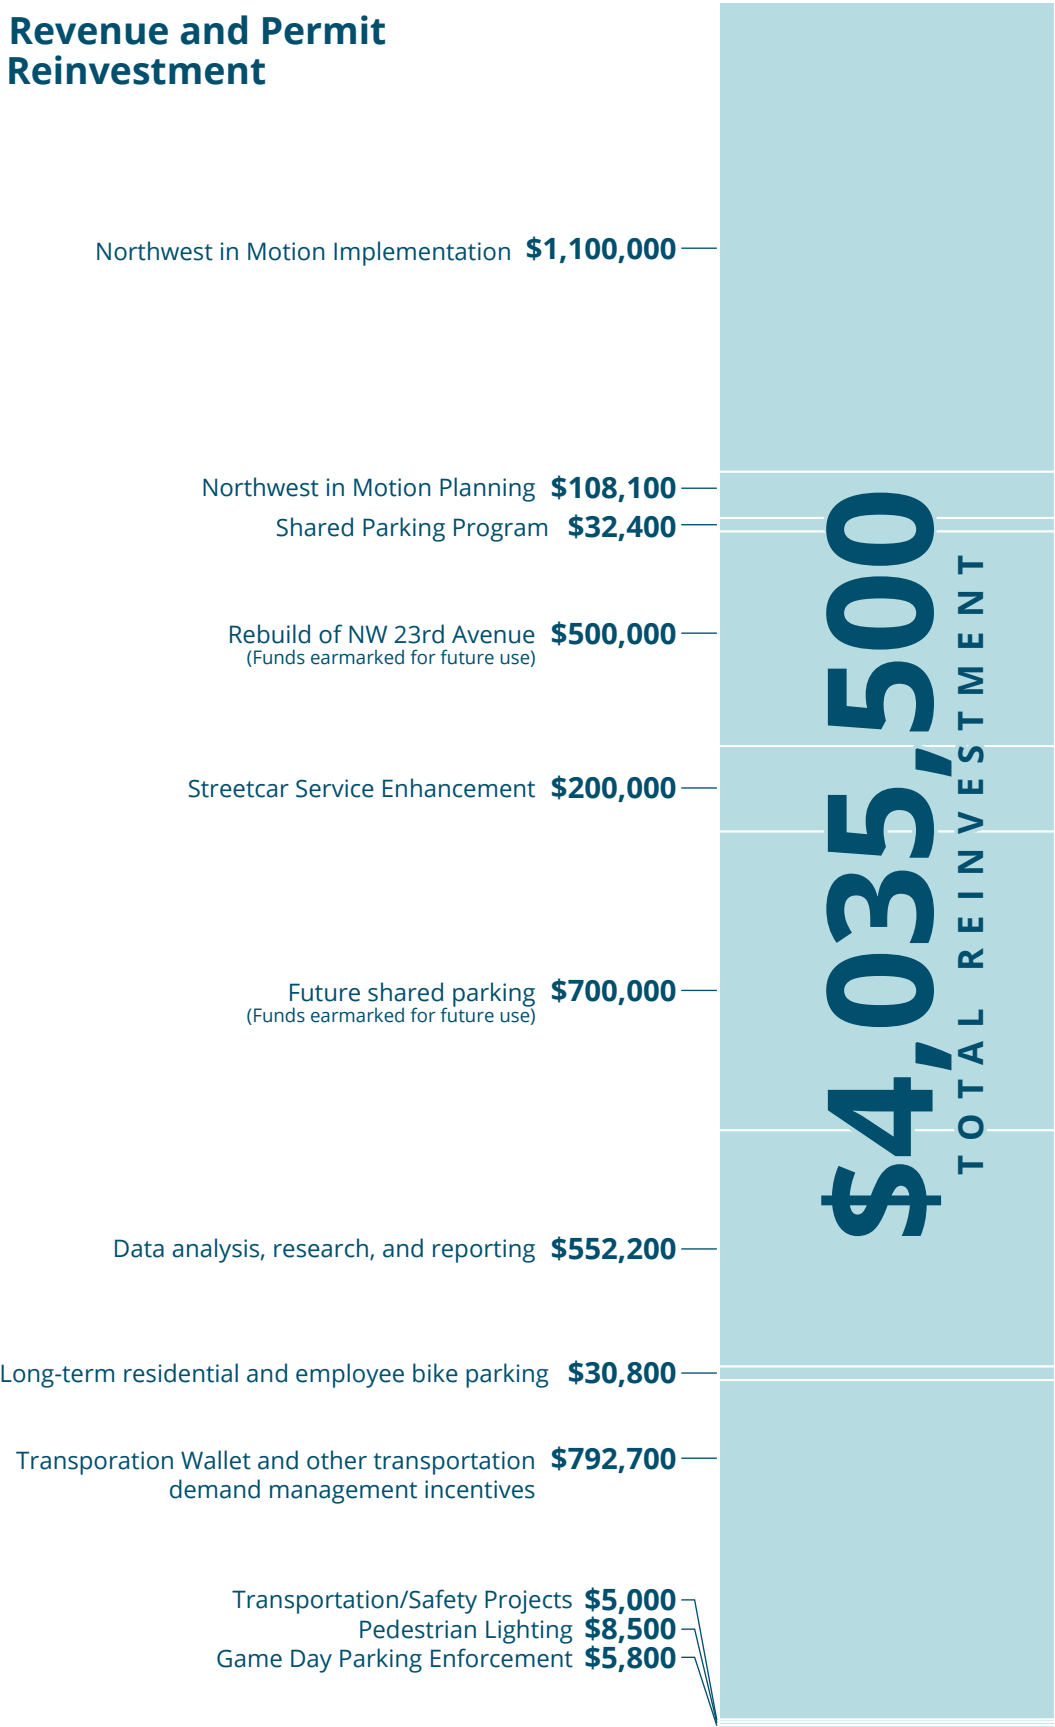 Revenue and Permit
Reinvestment
Northwest in Motion Implementation $1,100,000
Northwest in Motion Planning $108,100
Shared Parking Program $32,400
Rebuild of NW 23rd Avenue $500,000
(Funds earmarked for future use)
Streetcar Service Enhancement $200,000
Future shared parking $700,000
(Funds earmarked for future use)
Data analysis, research, and reporting $552,200
Long-term residential and employee bike parking $30,800
Transporation Wallet and other transportation $792,700
demand management incentives
Transportation/Safety Projects $5,000
Pedestrian Lighting $8,500
Game Day Parking Enforcement $5,800
$4,035,500
TOTAL REINVESTMENT